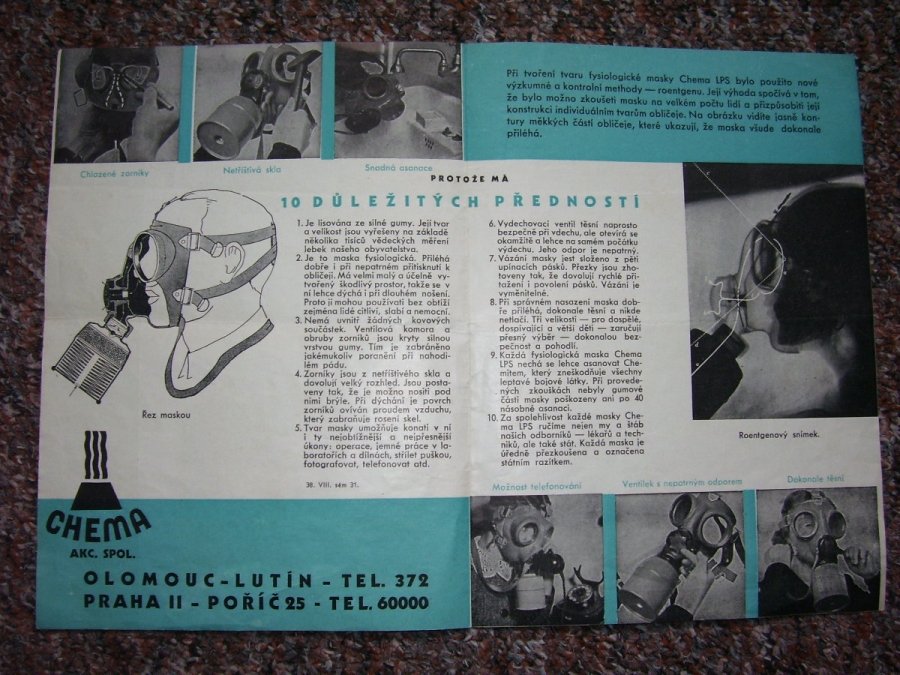 Chlazené zorníky
Netříštivá skla
Snadná asanace
Při tvoření tvaru fysiologické masky Chema LPS bylo použito nové
výzkumné a kontrolní methody — roentgenu. Její výhoda spočívá v tom,
že bylo možno zkoušeti masku na velkém počtu lidí a přizpůsobiti její
konstrukci individuálním tvarům obličeje. Na obrázku vidíte jasně kon-
tury měkkých částí obličeje, které ukazují, že maska všude dokonale
přiléhá.
PROTOŽE MÁ
10 DŮLEŽITÝCH PŘEDNOSTÍ
1. Je lisována ze silné gumy. Její tvar
a velikost jsou vyřešeny na základě
několika tisíců vědeckých měření
lebek našeho obyvatelstva.
2. Je to maska fysiologická. Přiléhá
dobře i při nepatrném přitisknutí k
obličeji. Má velmi malý a účelně vy-
tvořený škodlivý prostor, takže se v
ní lehce dýchá i při dlouhém nošení.
Proto ji mohou používati bez obtíží
zejména lidé citliví, slabí a nemocní.
3. Nemá uvnitř žádných kovových
součástek. Ventilová komora a
obruby zorníků jsou kryty silnou
vrstvou gumy. Tím je zabráněno
jakémukoliv poranění při nahodi-
lém pádu.
4. Zorníky jsou z netříštivého skla a
dovolují velký rozhled. Jsou posta-
veny tak, že je možno nositi pod
nimi brýle. Při dýchání je povrch
zorníků ovíván proudem vzduchu,
který zabraňuje rosení skel.
5. Tvar masky umožňuje konati v ní
i ty nejobtížnější a nejpřesnější
úkony: operace, jemné práce v la-
boratořích a dílnách, střílet puškou,
fotografovat, telefonovat atd.
38. VIII. sém 31.
6. Vydechovací ventil těsní naprosto
bezpečně při vdechu, ale otevírá se
okamžitě a lehce na samém počátku
výdechu. Jeho odpor je nepatrný.
7. Vázání masky jest složeno z pěti
upínacích pásků. Přezky jsou zho-
toveny tak, že dovolují rychlé při-
tažení i povolení pásků. Vázání je
vyměnitelné.
8. Při správném nasazení maska dob-
ře přiléhá, dokonale těsní a nikde
netlačí. Tři velikosti — pro dospělé,
dospívající a větší děti — zaručují
přesný výběr — dokonalou bez-
pečnost a pohodlí.
9. Každá fysiologická maska Chema
LPS nechá se lehce asanovat Che-
mitem, který zneškodňuje všechny
leptavé bojové látky. Při provede-
ných zkouškách nebyly gumové
části masky poškozeny ani po 40
násobné asanaci.
10. Za spolehlivost každé masky Che-
ma LPS ručíme nejen my a štáb
našich odborníků — lékařů a tech-
niků, ale také stát. Každá maska je
úředně přezkoušena a označena
státním razítkem.
Řez maskou
Roentgenový snímek.
CHEMA
AKC. SPOL.
OLOMOUC-LUTÍN - TEL. 372
PRAHA II - POŘÍČ 25 - TEL. 60000
Možnost telefonování
Ventilek s nepatrným odporem
Dokonale těsní